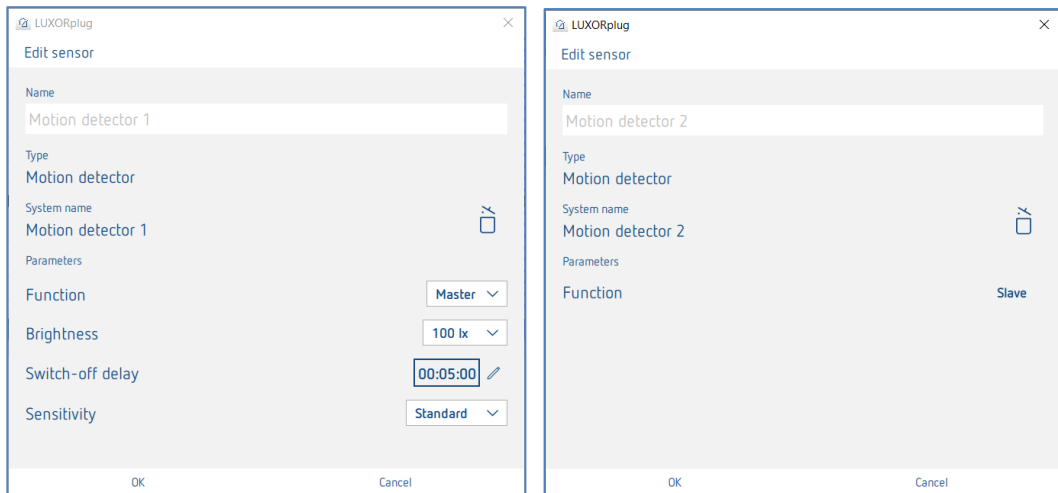 LUXORplug
Edit sensor
Name
Motion detector 1
Type
Motion detector
System name
Motion detector 1
Parameters
Function Master
Brightness 100 lx
Switch-off delay 00:05:00
Sensitivity Standard
OK Cancel
LUXORplug
Edit sensor
Name
Motion detector 2
Type
Motion detector
System name
Motion detector 2
Parameters
Function Slave
OK Cancel